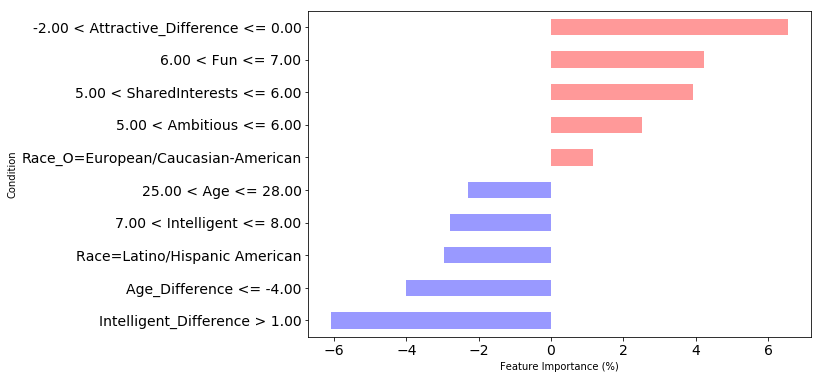 -2.00 < Attractive_Difference <= 0.00
6.00 < Fun <= 7.00
5.00 < SharedInterests <= 6.00
5.00 < Ambitious <= 6.00
Race_O=European/Caucasian-American
25.00 < Age <= 28.00
7.00 < Intelligent <= 8.00
Race=Latino/Hispanic American
Age_Difference <= -4.00
Intelligent_Difference > 1.00
Condition
−6 −4 −2 0 2 4 6
Feature Importance (%)